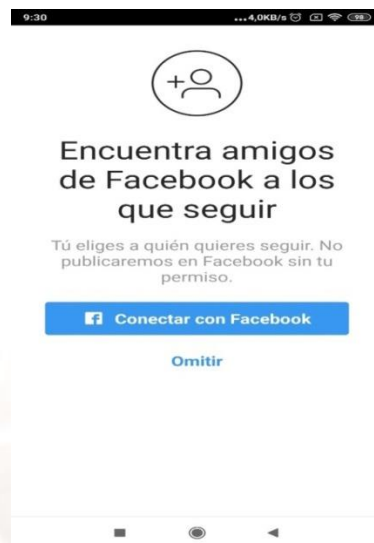 9:30 ...4,0KB/s 98
Encuentra amigos
de Facebook a los
que seguir
Tú eliges a quién quieres seguir. No
publicaremos en Facebook sin tu
permiso.
Conectar con Facebook
Omitir